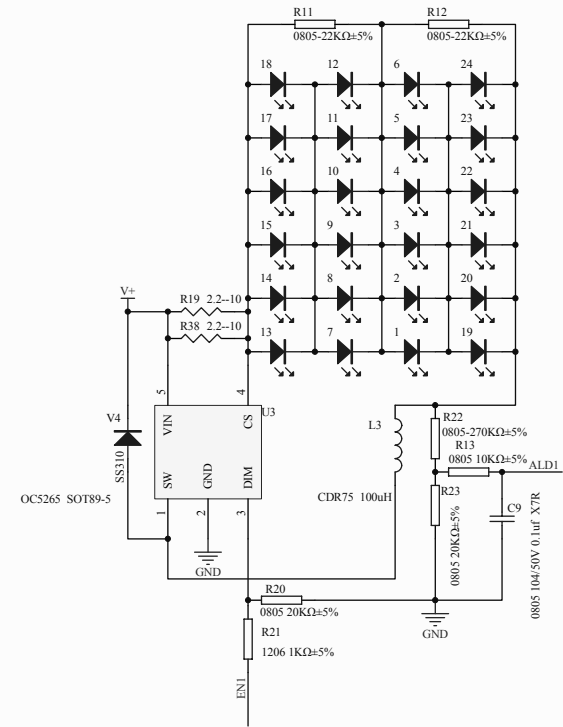 R11
R12
0805-22KΩ±5%
0805-22KΩ±5%
18
12
6
24
17
11
5
23
16
10
4
22
15
9
3
21
V+
R19 2.2--10
14
8
2
20
R38 2.2--10
13
7
1
19
5
4
U3
V4
VIN
CS
L3
R22
0805-270KΩ±5%
R13
0805 10KΩ±5%
ALD1
SS310
SW
GND
DIM
OC5265 SOT89-5
CDR75 100uH
R23
C9
1
2
3
GND
0805 20KΩ±5%
0805 104/50V 0.1uf X7R
R20
0805 20KΩ±5%
GND
R21
1206 1KΩ±5%
EN1